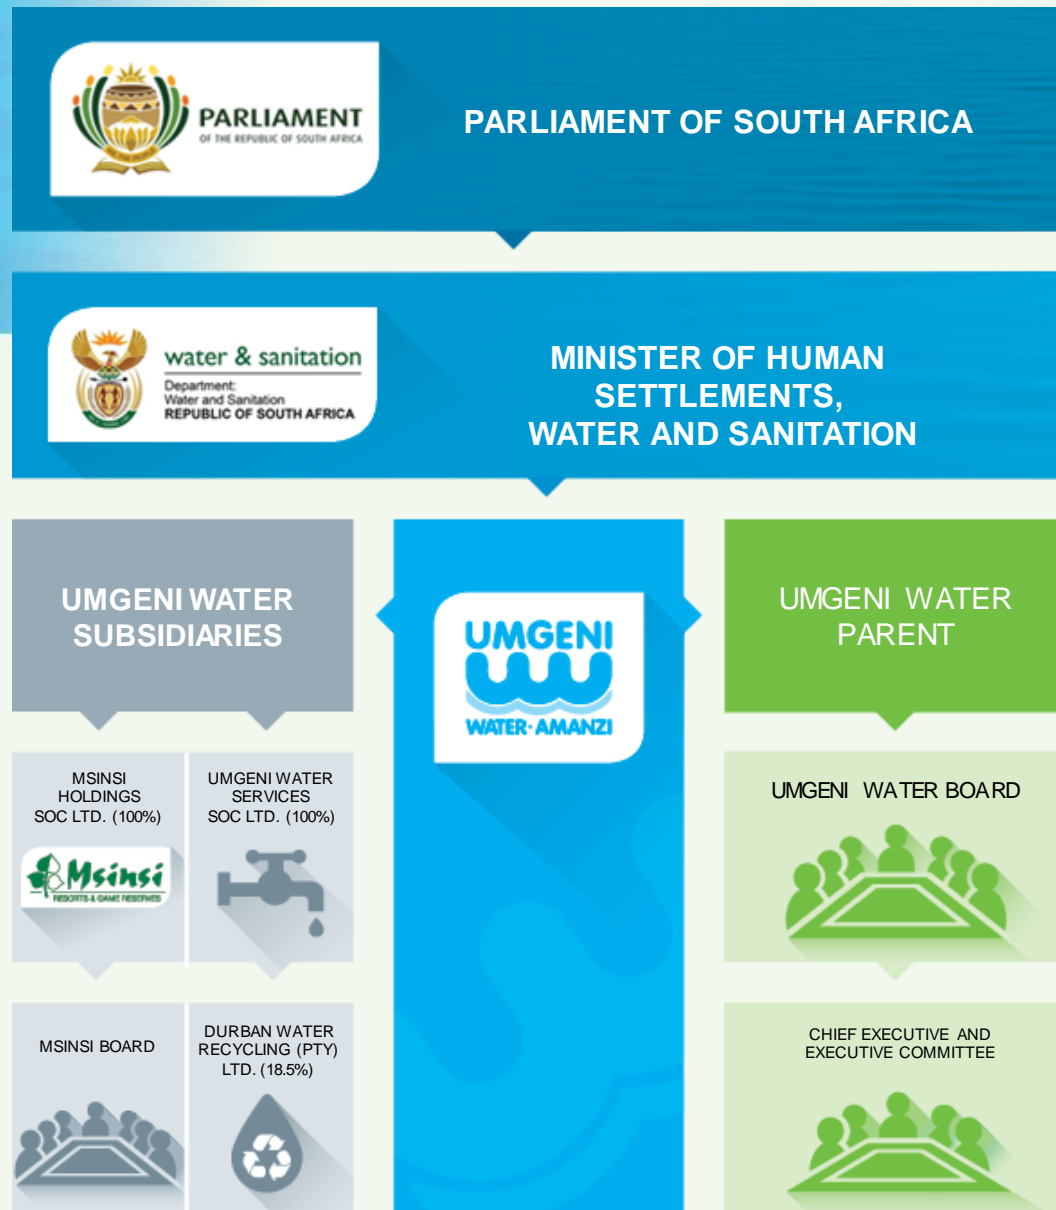 PARLIAMENT
OF THE REPUBLIC OF SOUTH AFRICA
PARLIAMENT OF SOUTH AFRICA
water & sanitation
Department:
Water and Sanitation
REPUBLIC OF SOUTH AFRICA
MINISTER OF HUMAN
SETTLEMENTS,
WATER AND SANITATION
UMGENI WATER
SUBSIDIARIES
UMGENI
WATER·AMANZI
UMGENI WATER
PARENT
MSINSI
HOLDINGS
SOC LTD. (100%)
Msinsi
RESORTS & GAME RESERVES
UMGENI WATER
SERVICES
SOC LTD. (100%)
UMGENI WATER BOARD
MSINSI BOARD
DURBAN WATER
RECYCLING (PTY)
LTD. (18.5%)
CHIEF EXECUTIVE AND
EXECUTIVE COMMITTEE